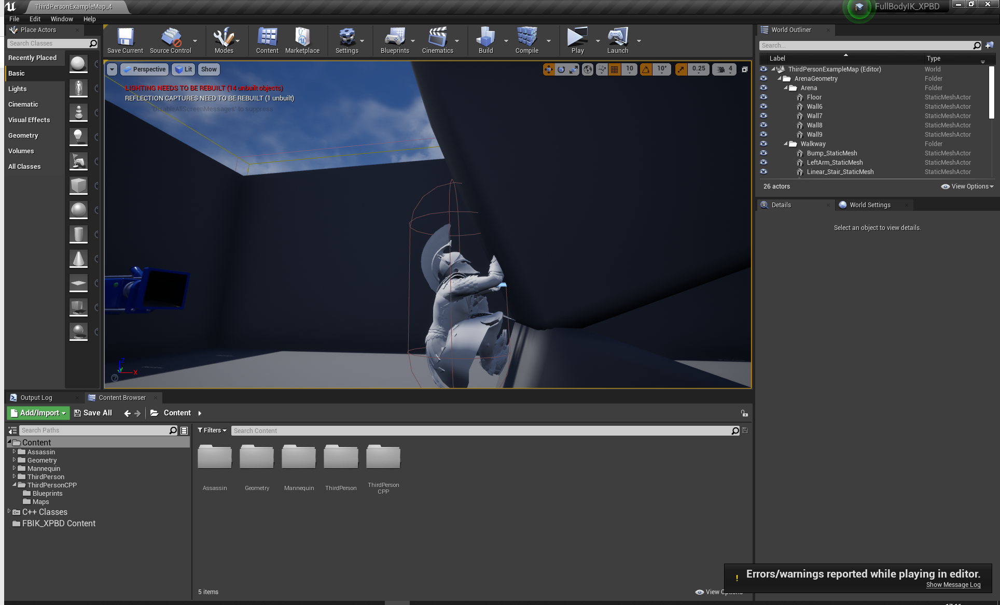 ThirdPersonExampleMap_4
FullBodyIK_XPBD
File Edit Window Help
Place Actors
Search Classes
Recently Placed
Basic
Lights
Cinematic
Visual Effects
Geometry
Volumes
All Classes
Save Current Source Control Modes Content Marketplace Settings Blueprints Cinematics Build Compile Play Launch
Perspective Lit Show
10 10° 0.25 4
LIGHTING NEEDS TO BE REBUILT (14 unbuilt objects)
REFLECTION CAPTURES NEED TO BE REBUILT (1 unbuilt)
'DisableAllScreenMessages' to suppress
Z
Y
X
World Outliner
Search...
Label Type
ThirdPersonExampleMap (Editor) World
ArenaGeometry Folder
Arena Folder
Floor StaticMeshActor
Wall6 StaticMeshActor
Wall7 StaticMeshActor
Wall8 StaticMeshActor
Wall9 StaticMeshActor
Walkway Folder
Bump_StaticMesh StaticMeshActor
LeftArm_StaticMesh StaticMeshActor
Linear_Stair_StaticMesh StaticMeshActor
26 actors View Options
Details World Settings
Select an object to view details.
Output Log Content Browser
Add/Import Save All Content
Search Paths
Filters Search Content
Content
Assassin
Geometry
Mannequin
ThirdPerson
ThirdPersonCPP
Blueprints
Maps
C++ Classes
FBIK_XPBD Content
Assassin Geometry Mannequin ThirdPerson ThirdPerson
CPP
5 items View Options
Errors/warnings reported while playing in editor.
Show Message Log